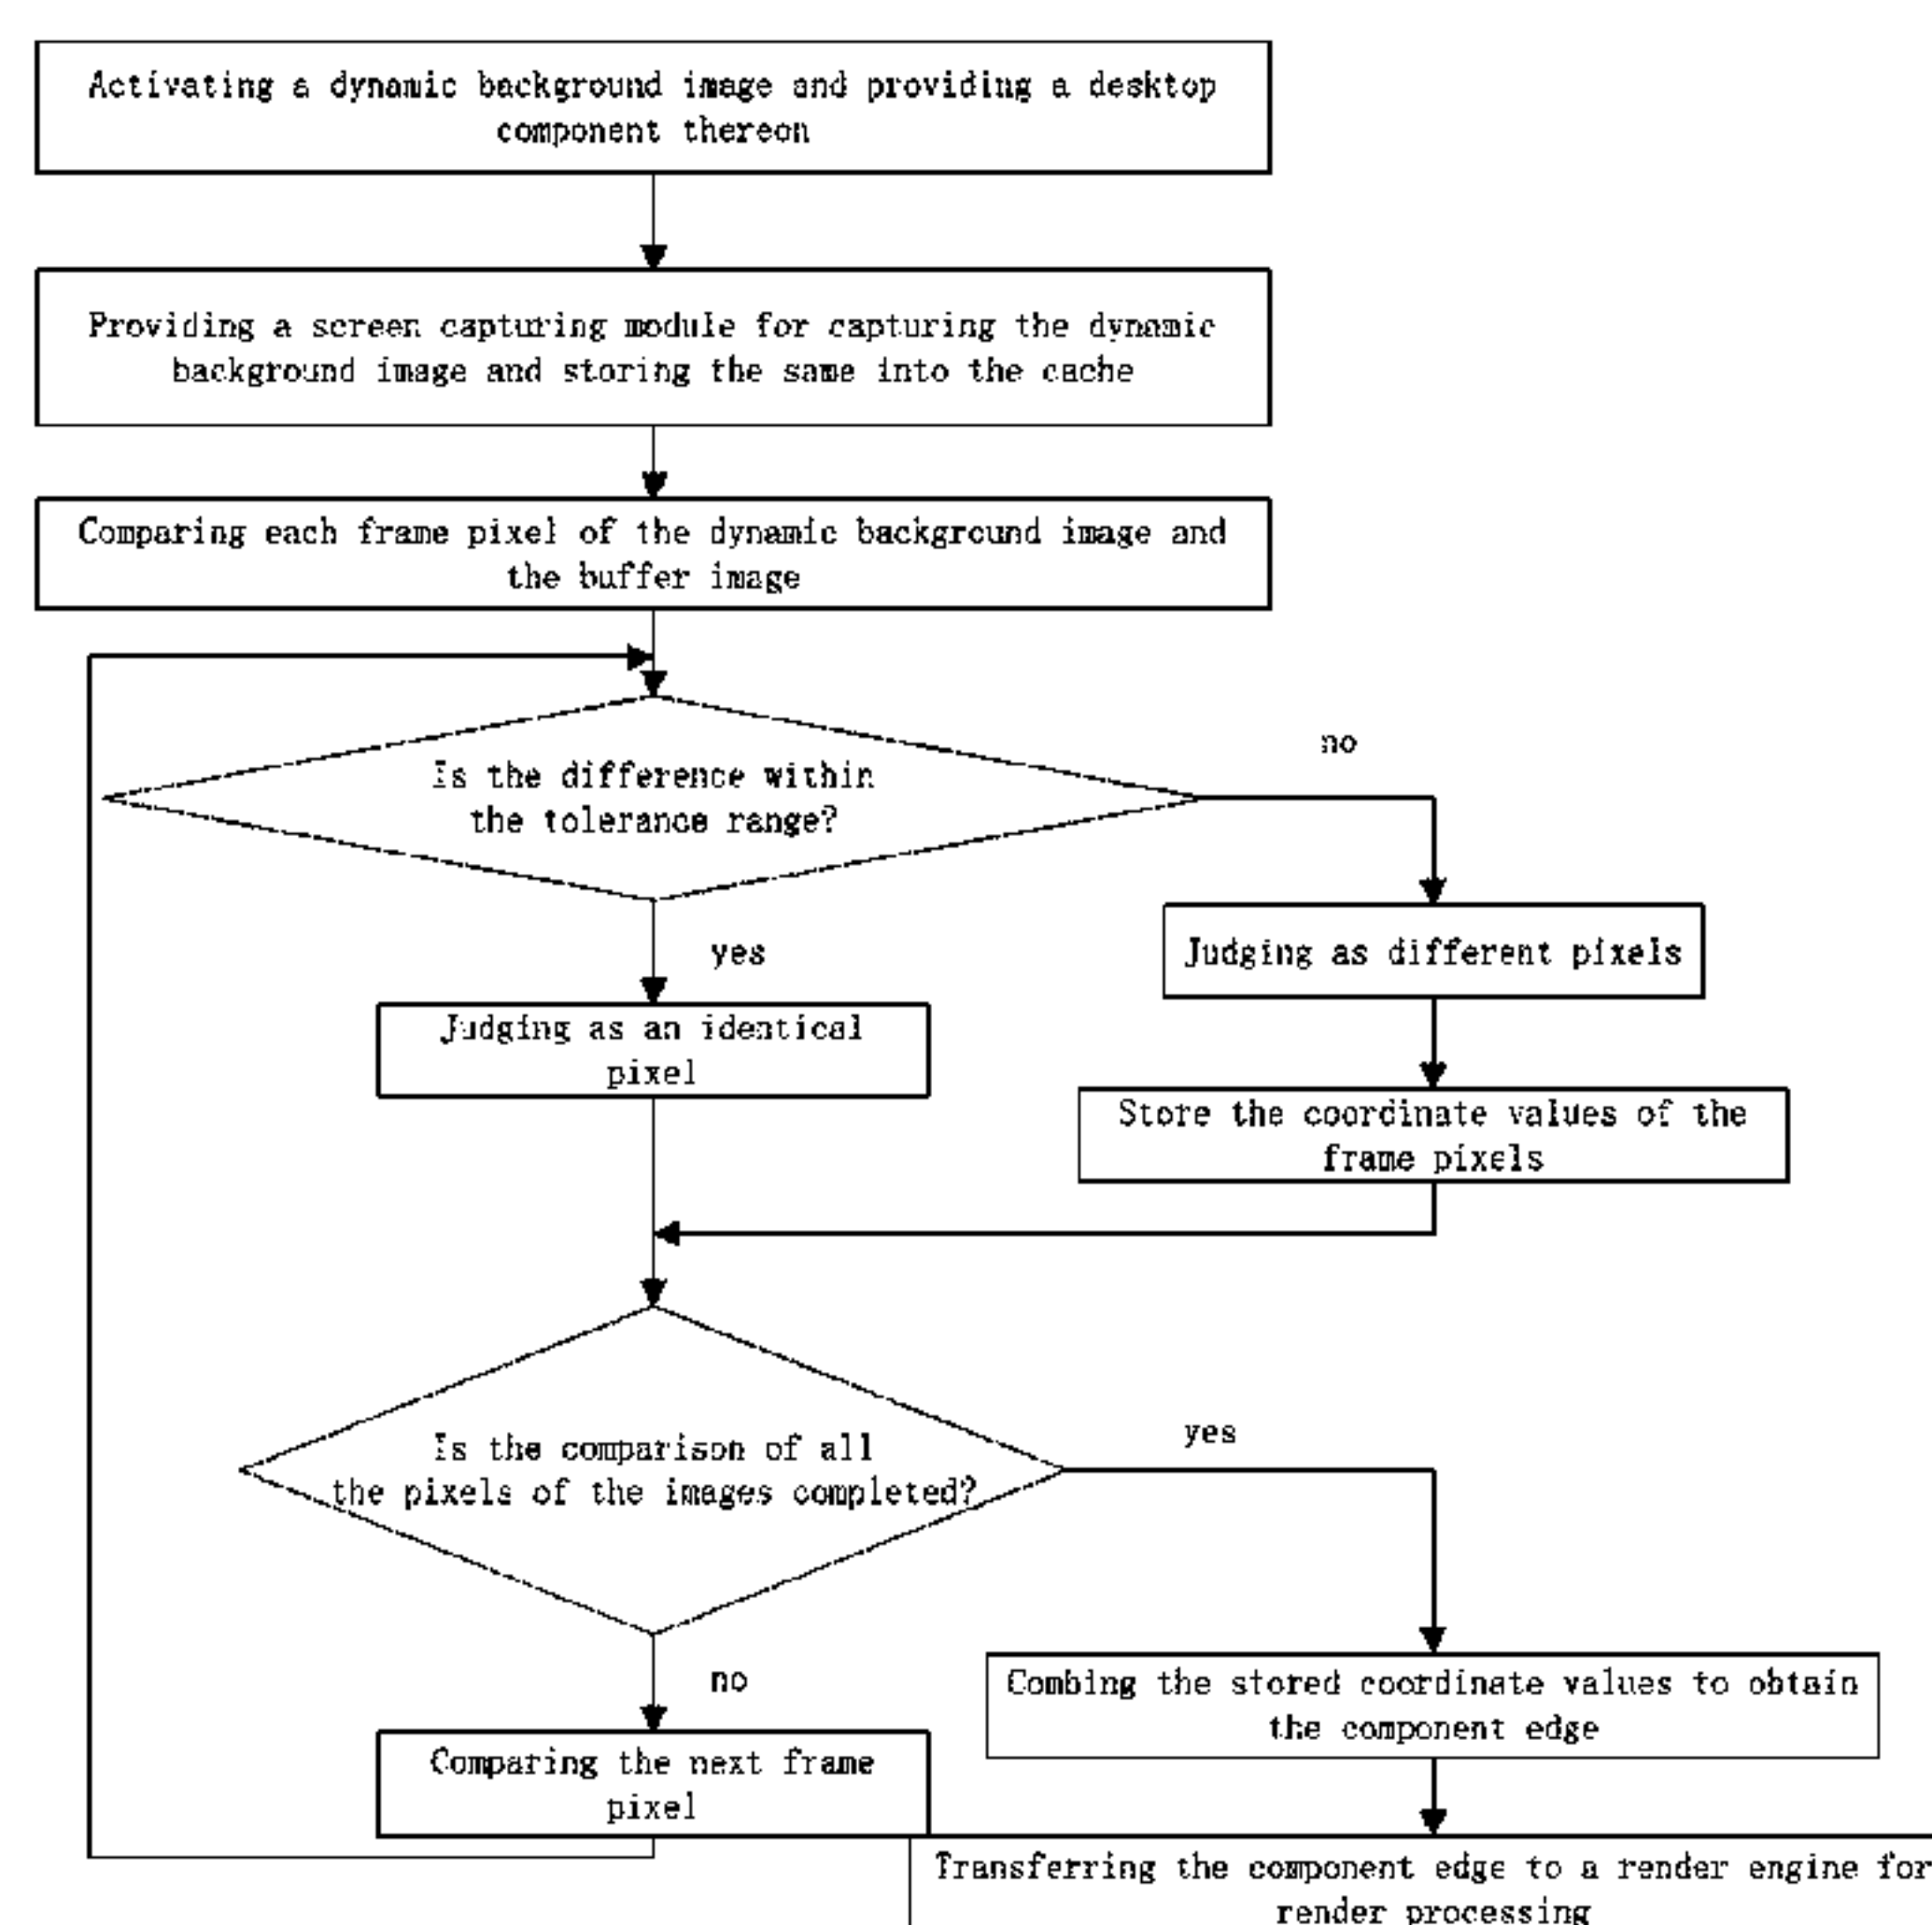 Activating a dynamic background image and providing a desktop
component thereon
Providing a screen capturing module for capturing the dynamic
background image and storing the same into the cache
Comparing each frame pixel of the dynamic background image and
the buffer image
Is the difference within
the tolerance range?
no
yes
Judging as different pixels
Judging as an identical
pixel
Store the coordinate values of the
frame pixels
Is the comparison of all
the pixels of the images completed?
yes
no
Combing the stored coordinate values to obtain
the component edge
Comparing the next frame
pixel
Transferring the component edge to a render engine for
render processing